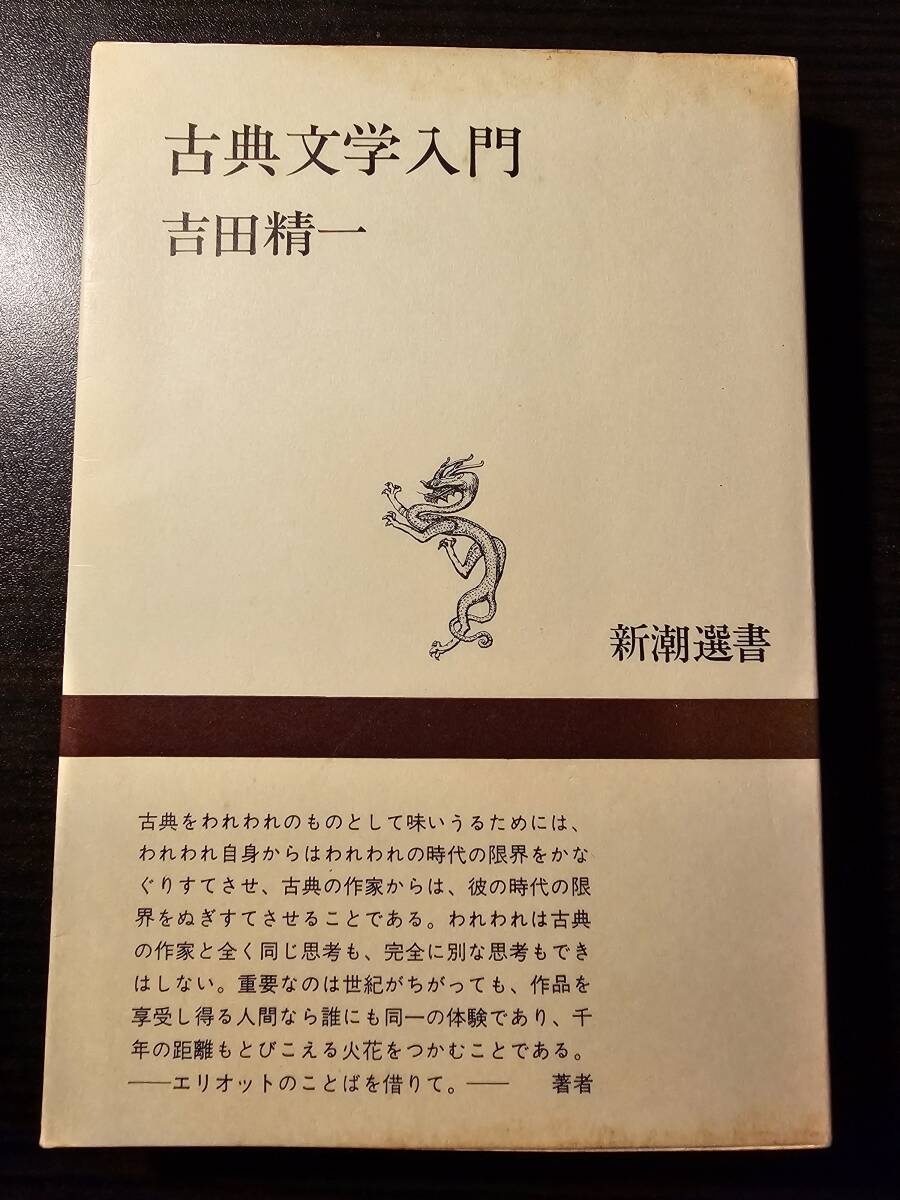 古典文学入門
吉田精一
新潮選書
古典をわれわれのものとして味いうるためには、
われわれ自身からはわれわれの時代の限界をかな
ぐりすてさせ、古典の作家からは、彼の時代の限
界をぬぎすてさせることである。われわれは古典
の作家と全く同じ思考も、完全に別な思考もでき
はしない。重要なのは世紀がちがっても、作品を
享受し得る人間なら誰にも同一の体験であり、千
年の距離もとびこえる火花をつかむことである。
──エリオットのことばを借りて。── 著者